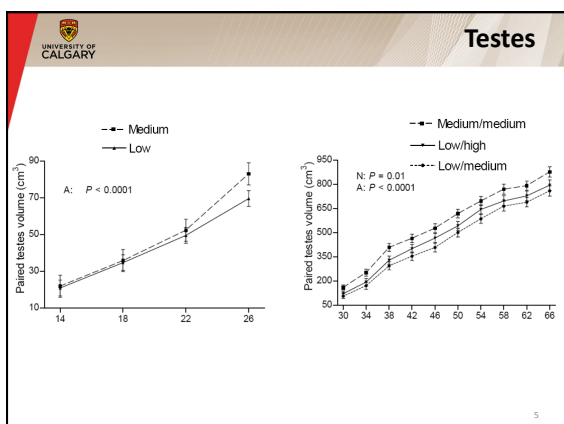 UNIVERSITY OF
CALGARY
Testes
Medium
Low
Paired testes volume (cm³)
A: P < 0.0001
90
70
50
30
10
14 18 22 26
Medium/medium
Low/high
Low/medium
Paired testes volume (cm³)
N: P = 0.01
A: P < 0.0001
950
800
650
500
350
200
50
30 34 38 42 46 50 54 58 62 66
5